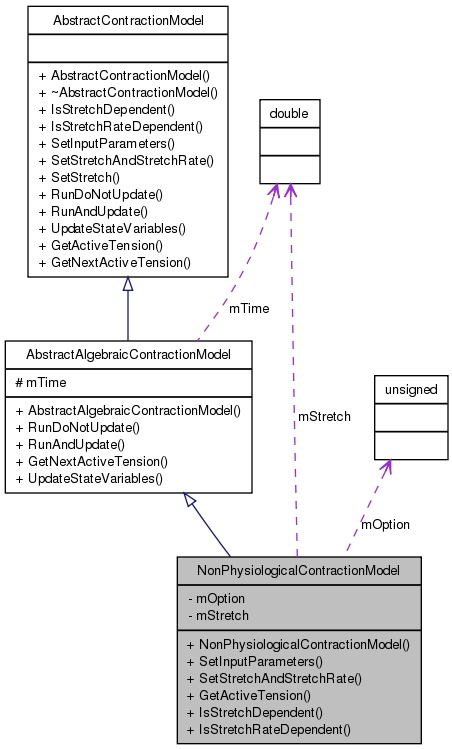 AbstractContractionModel
+ AbstractContractionModel()
+ ~AbstractContractionModel()
+ IsStretchDependent()
+ IsStretchRateDependent()
+ SetInputParameters()
+ SetStretchAndStretchRate()
+ SetStretch()
+ RunDoNotUpdate()
+ RunAndUpdate()
+ UpdateStateVariables()
+ GetActiveTension()
+ GetNextActiveTension()
double
mTime
AbstractAlgebraicContractionModel
# mTime
+ AbstractAlgebraicContractionModel()
+ RunDoNotUpdate()
+ RunAndUpdate()
+ GetNextActiveTension()
+ UpdateStateVariables()
unsigned
mStretch
mOption
NonPhysiologicalContractionModel
- mOption
- mStretch
+ NonPhysiologicalContractionModel()
+ SetInputParameters()
+ SetStretchAndStretchRate()
+ GetActiveTension()
+ IsStretchDependent()
+ IsStretchRateDependent()